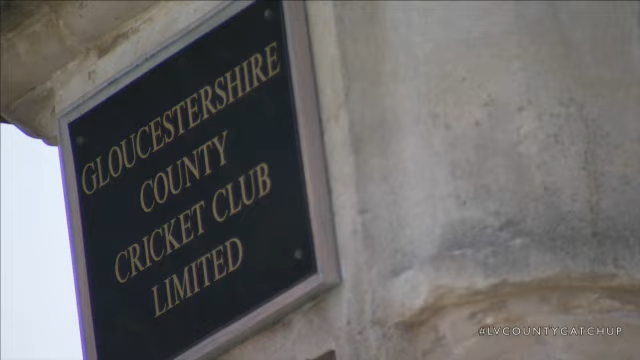 GLOUCESTERSHIRE
COUNTY
CRICKET CLUB
LIMITED
#LVCOUNTYCATCHUP